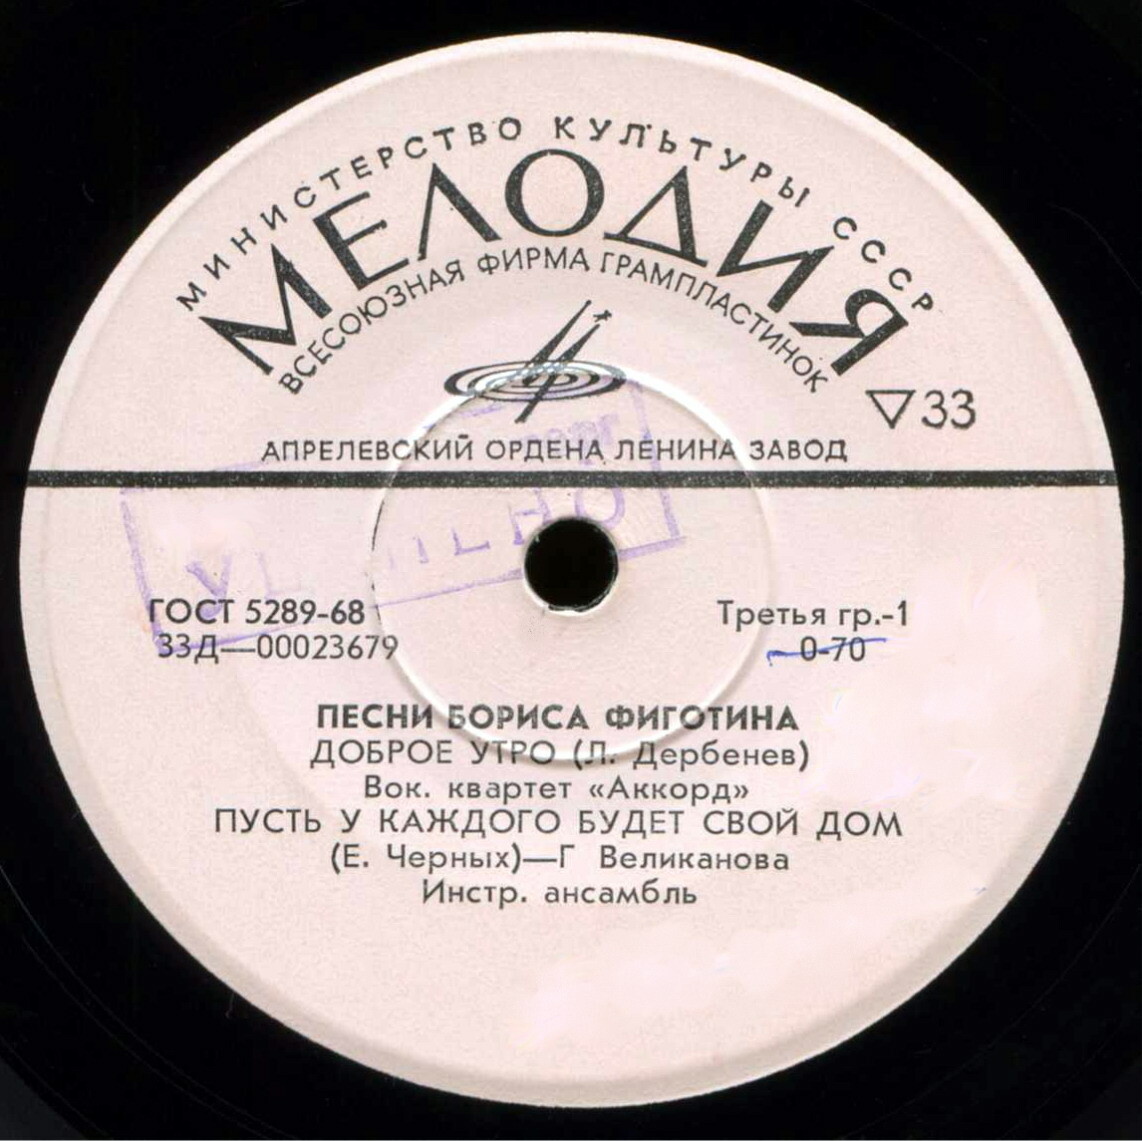 МИНИСТЕРСТВО КУЛЬТУРЫ СССР
МЕЛОДИЯ
ВСЕСОЮЗНАЯ ФИРМА ГРАМПЛАСТИНОК
33
АПРЕЛЕВСКИЙ ОРДЕНА ЛЕНИНА ЗАВОД
ГОСТ 5289-68
33Д—00023679
Третья гр.-1
0-70
ПЕСНИ БОРИСА ФИГОТИНА
ДОБРОЕ УТРО (Л. Дербенев)
Вок. квартет «Аккорд»
ПУСТЬ У КАЖДОГО БУДЕТ СВОЙ ДОМ
(Е. Черных)—Г Великанова
Инстр. ансамбль